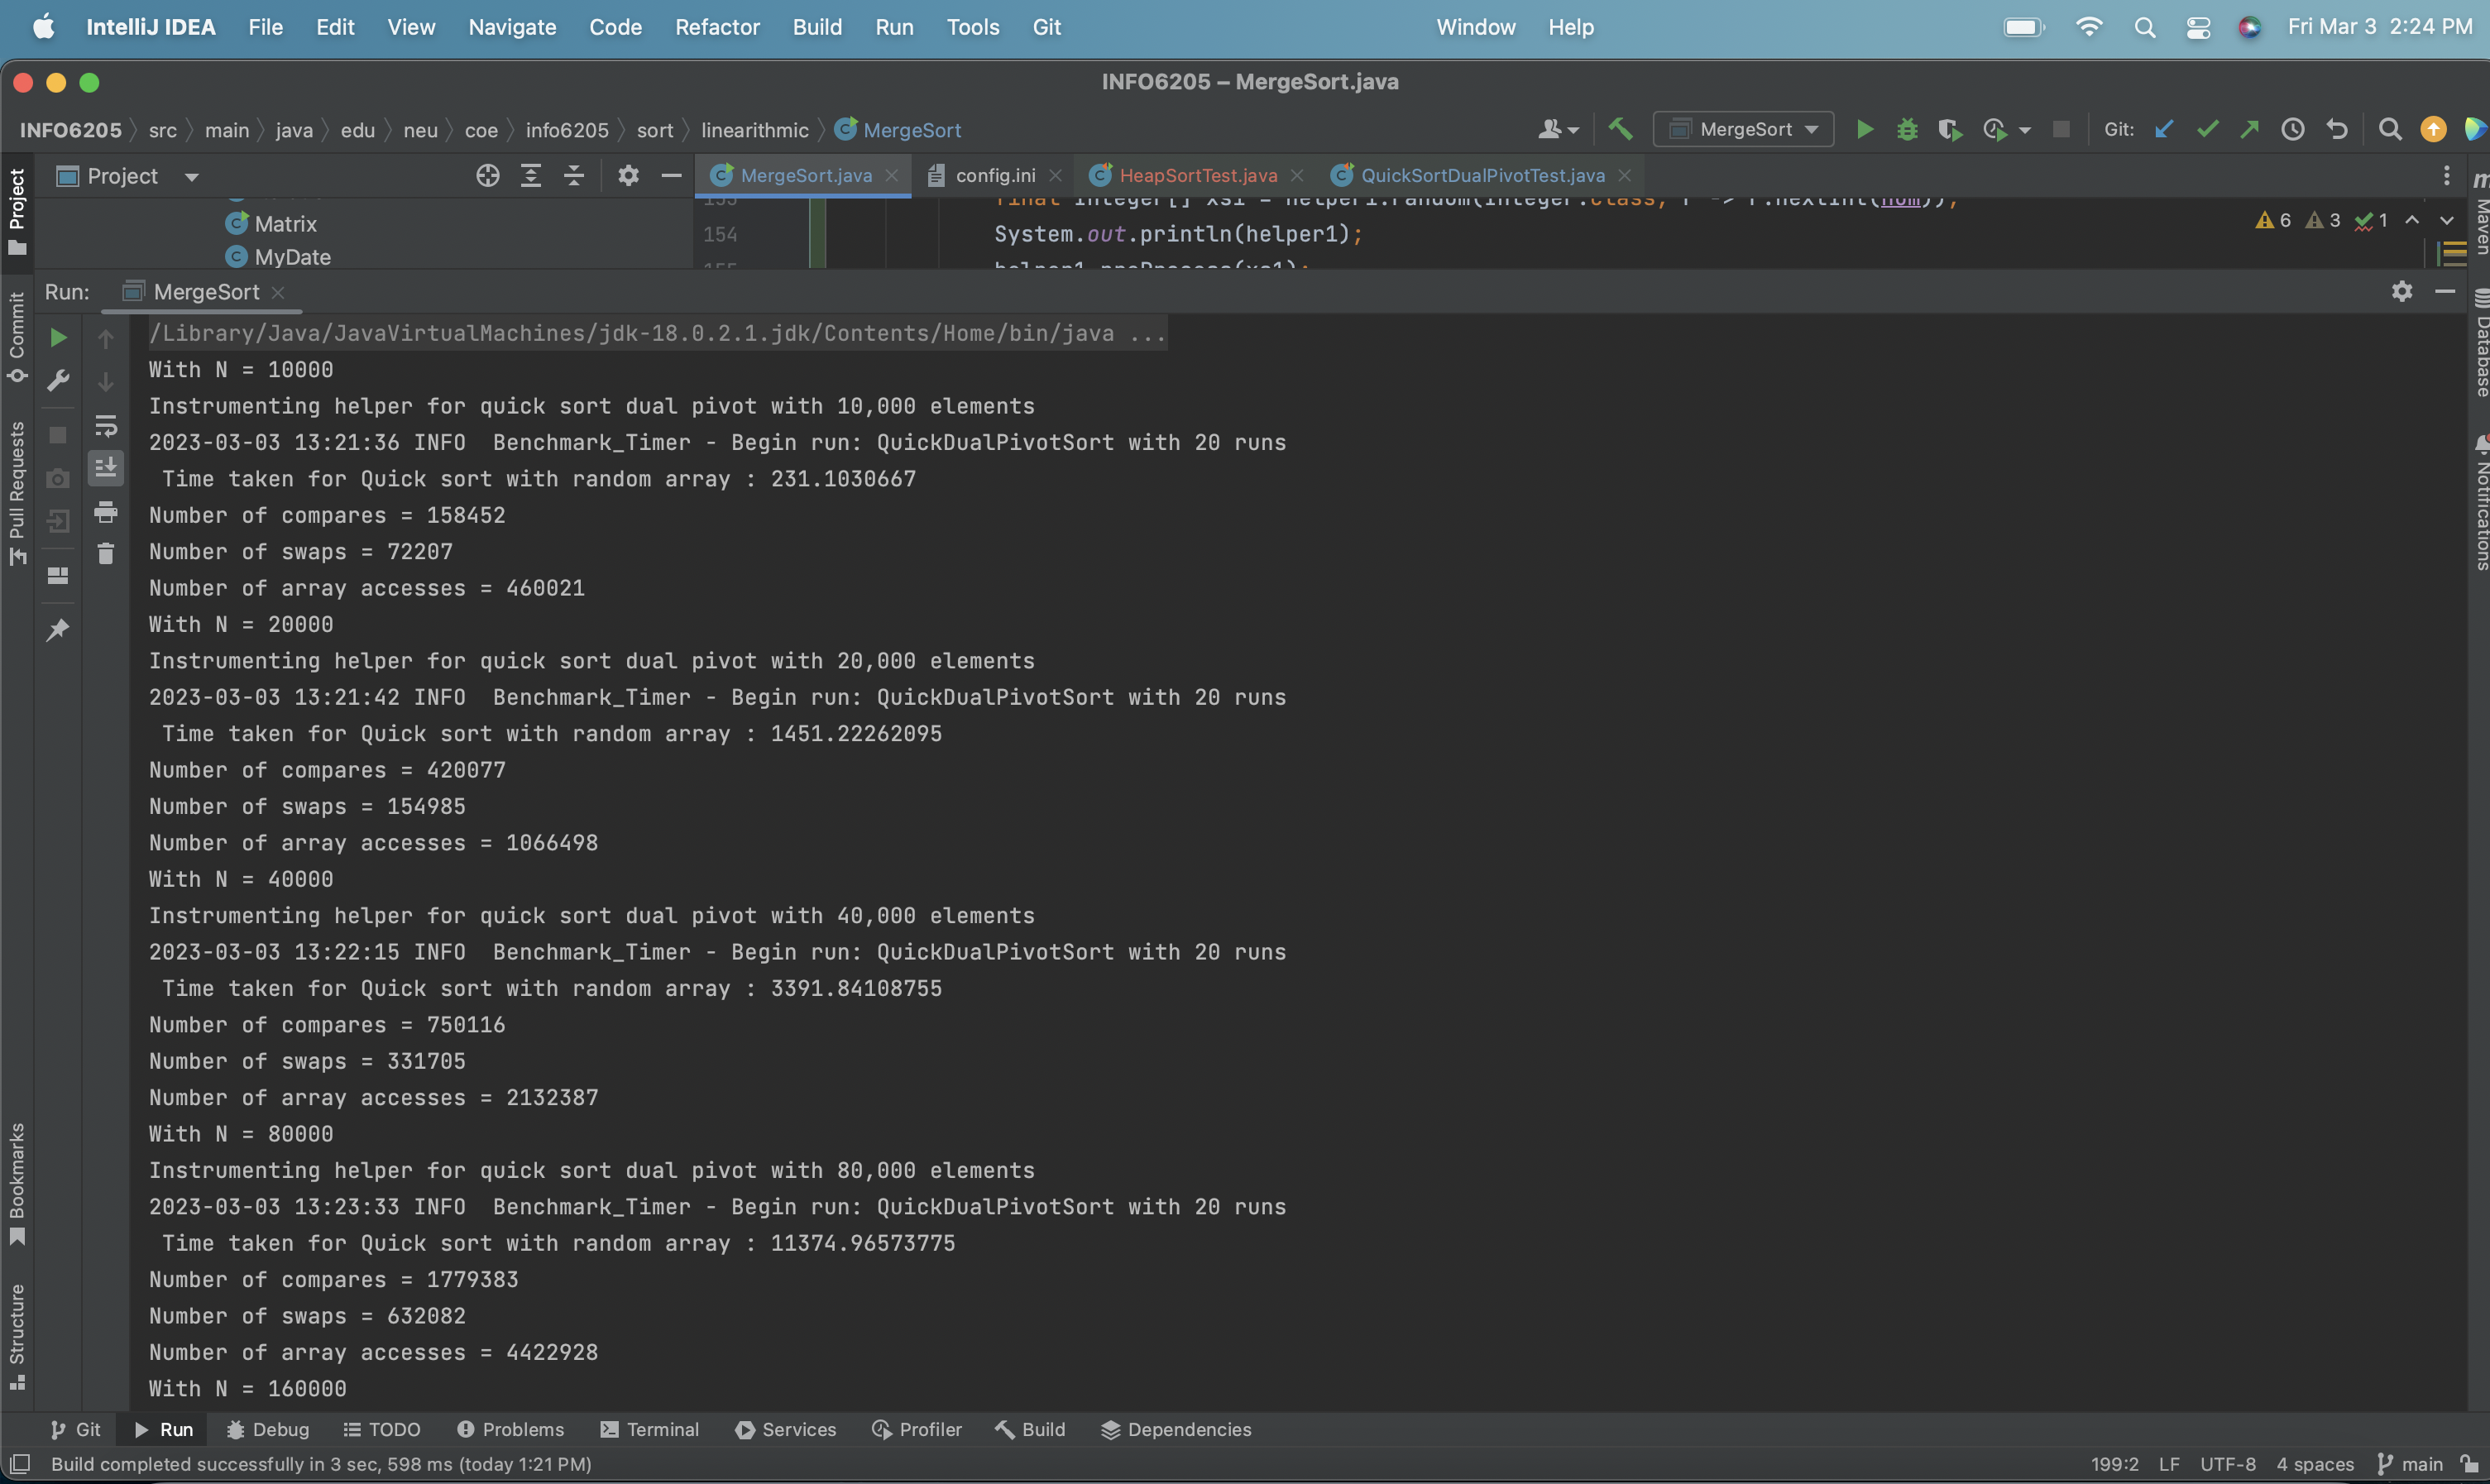 IntelliJ IDEA File Edit View Navigate Code Refactor Build Run Tools Git Window Help Fri Mar 3 2:24 PM
INFO6205 – MergeSort.java
INFO6205 src main java edu neu coe info6205 sort linearithmic MergeSort MergeSort Git:
Project MergeSort.java config.ini HeapSortTest.java QuickSortDualPivotTest.java
Matrix
MyDate
153 final Integer[] xs1 = helper1.random(Integer.class, r -> r.nextInt(nom));
154 System.out.println(helper1);
155 helper1.preProcess(xs1);
6 3 1
Run: MergeSort
/Library/Java/JavaVirtualMachines/jdk-18.0.2.1.jdk/Contents/Home/bin/java ...
With N = 10000
Instrumenting helper for quick sort dual pivot with 10,000 elements
2023-03-03 13:21:36 INFO  Benchmark_Timer - Begin run: QuickDualPivotSort with 20 runs
 Time taken for Quick sort with random array : 231.1030667
Number of compares = 158452
Number of swaps = 72207
Number of array accesses = 460021
With N = 20000
Instrumenting helper for quick sort dual pivot with 20,000 elements
2023-03-03 13:21:42 INFO  Benchmark_Timer - Begin run: QuickDualPivotSort with 20 runs
 Time taken for Quick sort with random array : 1451.22262095
Number of compares = 420077
Number of swaps = 154985
Number of array accesses = 1066498
With N = 40000
Instrumenting helper for quick sort dual pivot with 40,000 elements
2023-03-03 13:22:15 INFO  Benchmark_Timer - Begin run: QuickDualPivotSort with 20 runs
 Time taken for Quick sort with random array : 3391.84108755
Number of compares = 750116
Number of swaps = 331705
Number of array accesses = 2132387
With N = 80000
Instrumenting helper for quick sort dual pivot with 80,000 elements
2023-03-03 13:23:33 INFO  Benchmark_Timer - Begin run: QuickDualPivotSort with 20 runs
 Time taken for Quick sort with random array : 11374.96573775
Number of compares = 1779383
Number of swaps = 632082
Number of array accesses = 4422928
With N = 160000
Project
Commit
Pull Requests
Bookmarks
Structure
Maven
Database
Notifications
Git Run Debug TODO Problems Terminal Services Profiler Build Dependencies
Build completed successfully in 3 sec, 598 ms (today 1:21 PM) 199:2 LF UTF-8 4 spaces main